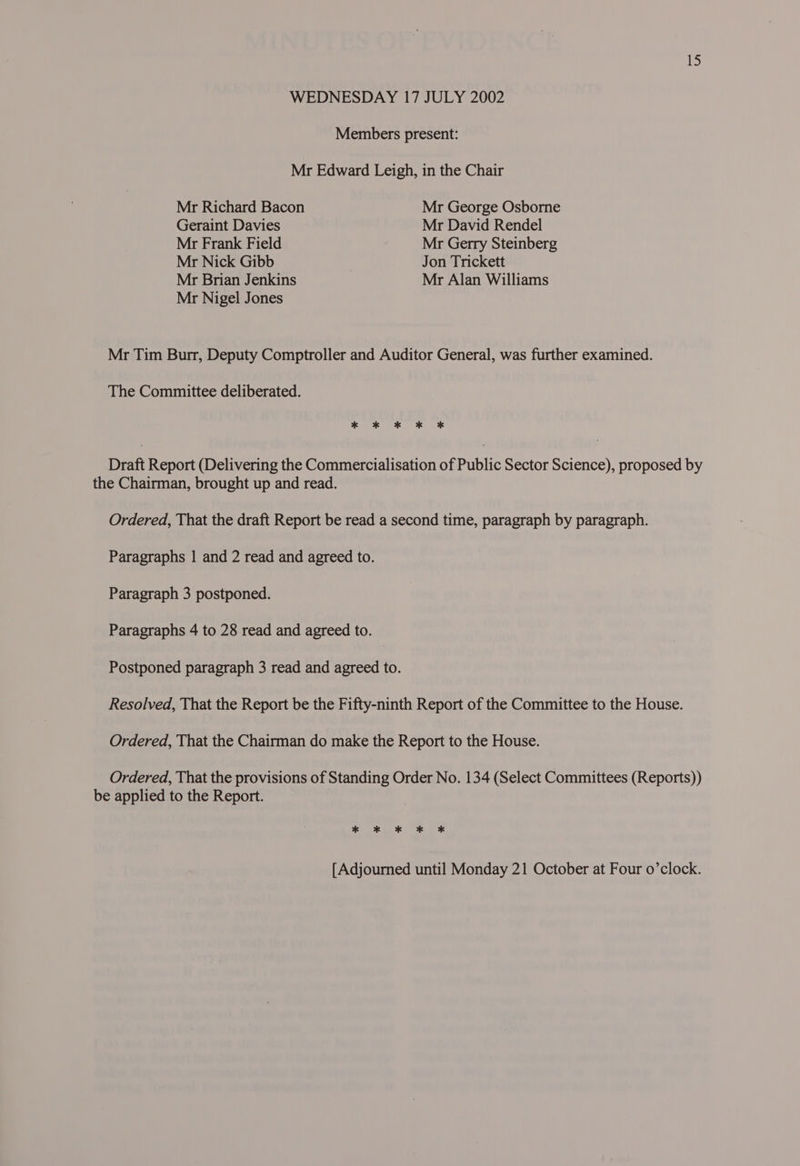 15
WEDNESDAY 17 JULY 2002
Members present:
Mr Edward Leigh, in the Chair
Mr Richard Bacon
Geraint Davies
Mr Frank Field
Mr Nick Gibb
Mr Brian Jenkins
Mr Nigel Jones
Mr George Osborne
Mr David Rendel
Mr Gerry Steinberg
Jon Trickett
Mr Alan Williams
Mr Tim Burr, Deputy Comptroller and Auditor General, was further examined.
The Committee deliberated.
* * * * *
Draft Report (Delivering the Commercialisation of Public Sector Science), proposed by
the Chairman, brought up and read.
Ordered, That the draft Report be read a second time, paragraph by paragraph.
Paragraphs 1 and 2 read and agreed to.
Paragraph 3 postponed.
Paragraphs 4 to 28 read and agreed to.
Postponed paragraph 3 read and agreed to.
Resolved, That the Report be the Fifty-ninth Report of the Committee to the House.
Ordered, That the Chairman do make the Report to the House.
Ordered, That the provisions of Standing Order No. 134 (Select Committees (Reports))
be applied to the Report.
* * * * *
[Adjourned until Monday 21 October at Four o’clock.